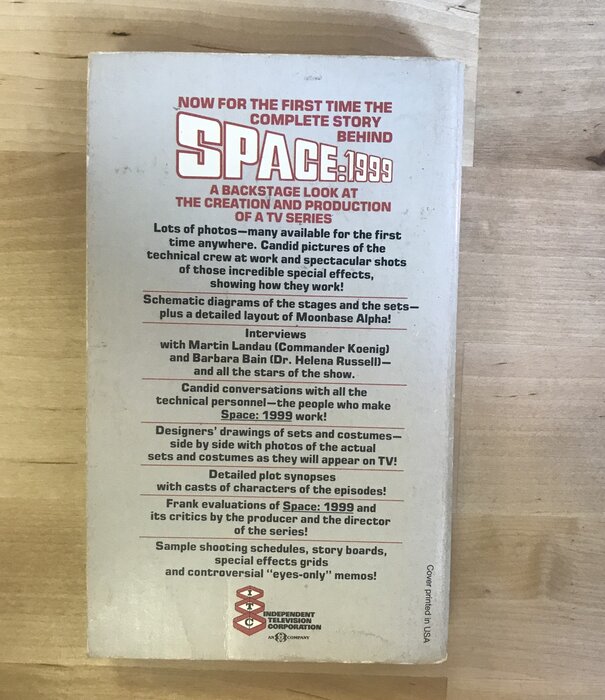 NOW FOR THE FIRST TIME THE
COMPLETE STORY
BEHIND
SPACE:1999
A BACKSTAGE LOOK AT
THE CREATION AND PRODUCTION
OF A TV SERIES
Lots of photos—many available for the first
time anywhere. Candid pictures of the
technical crew at work and spectacular shots
of those incredible special effects,
showing how they work!
Schematic diagrams of the stages and the sets—
plus a detailed layout of Moonbase Alpha!
Interviews
with Martin Landau (Commander Koenig)
and Barbara Bain (Dr. Helena Russell)—
and all the stars of the show.
Candid conversations with all the
technical personnel—the people who make
Space: 1999 work!
Designers' drawings of sets and costumes—
side by side with photos of the actual
sets and costumes as they will appear on TV!
Detailed plot synopses
with casts of characters of the episodes!
Frank evaluations of Space: 1999 and
its critics by the producer and the director
of the series!
Sample shooting schedules, story boards,
special effects grids
and controversial "eyes-only" memos!
ITC
INDEPENDENT
TELEVISION
CORPORATION
AN COMPANY
Cover printed in USA